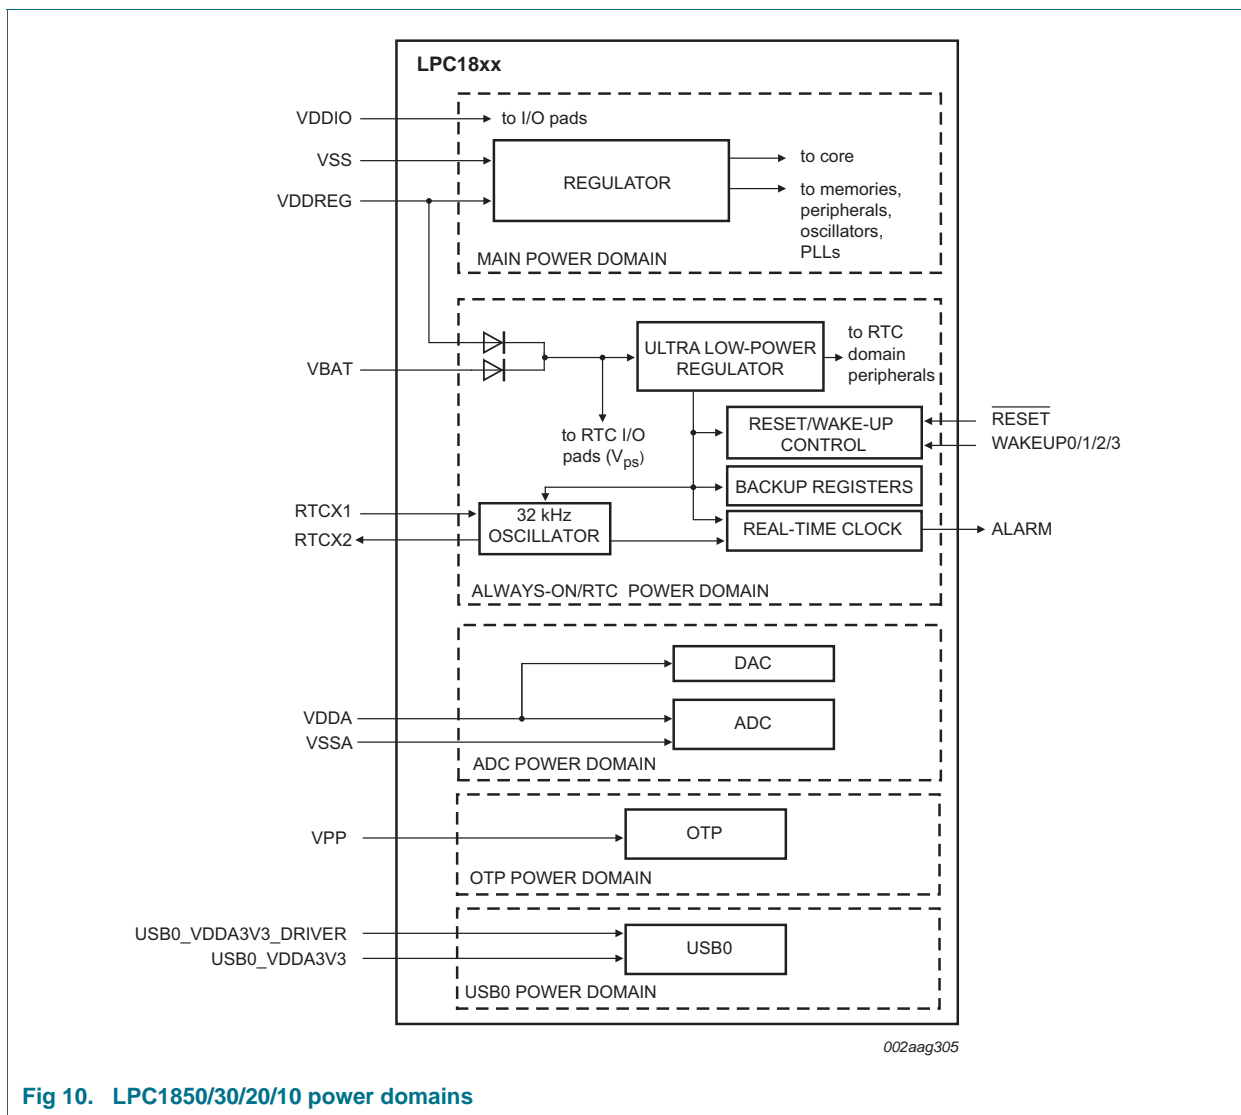 LPC18xx
VDDIO
to I/O pads
VSS
REGULATOR
to core
VDDREG
to memories,
peripherals,
oscillators,
PLLs
MAIN POWER DOMAIN
VBAT
ULTRA LOW-POWER
REGULATOR
to RTC
domain
peripherals
to RTC I/O
pads (Vps)
RESET/WAKE-UP
CONTROL
RESET
WAKEUP0/1/2/3
BACKUP REGISTERS
RTCX1
RTCX2
32 kHz
OSCILLATOR
REAL-TIME CLOCK
ALARM
ALWAYS-ON/RTC POWER DOMAIN
DAC
VDDA
VSSA
ADC
ADC POWER DOMAIN
VPP
OTP
OTP POWER DOMAIN
USB0_VDDA3V3_DRIVER
USB0_VDDA3V3
USB0
USB0 POWER DOMAIN
002aag305
Fig 10. LPC1850/30/20/10 power domains